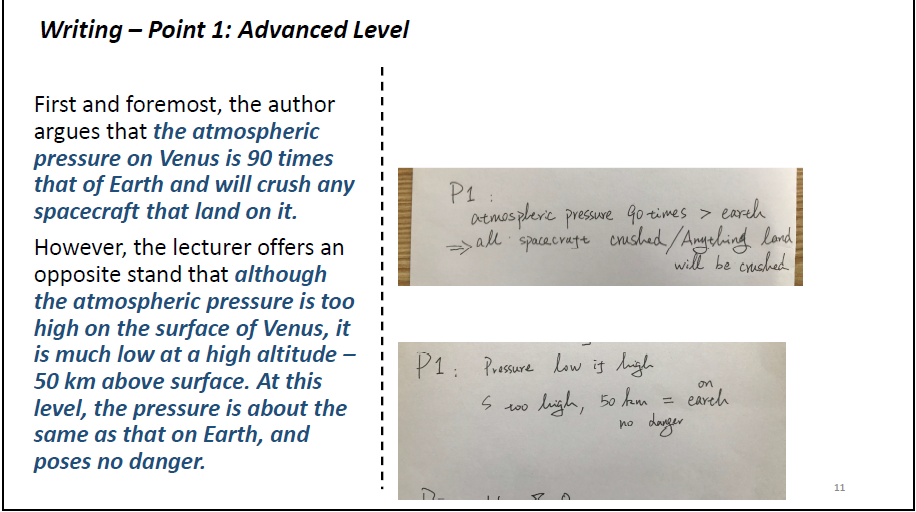 Writing – Point 1: Advanced Level
First and foremost, the author
argues that the atmospheric
pressure on Venus is 90 times
that of Earth and will crush any
spacecraft that land on it.
However, the lecturer offers an
opposite stand that although
the atmospheric pressure is too
high on the surface of Venus, it
is much low at a high altitude –
50 km above surface. At this
level, the pressure is about the
same as that on Earth, and
poses no danger.
P1 :
atmospheric pressure 90 times > earth
⇒ all spacecraft crushed / Anything land
will be crushed
P1 : Pressure low if high
S too high, 50 km = on earth
no danger
11